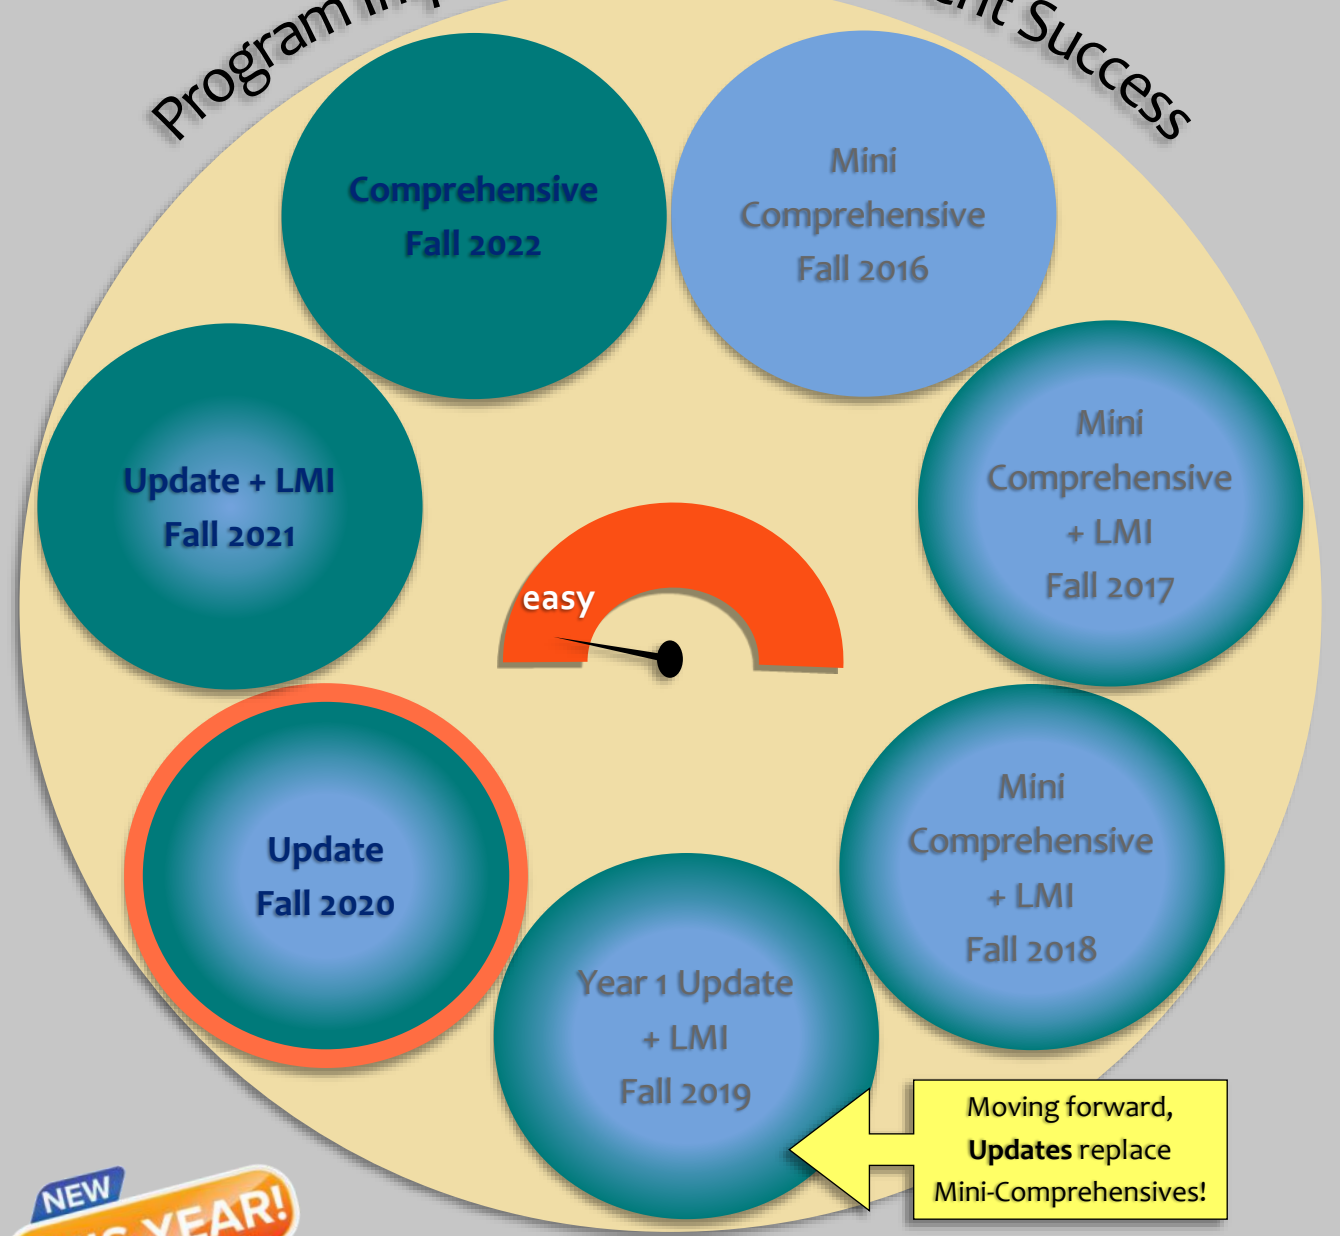 Program
Success
Comprehensive
Fall 2022
Mini
Comprehensive
Fall 2016
Update + LMI
Fall 2021
Mini
Comprehensive
+ LMI
Fall 2017
easy
Update
Fall 2020
Mini
Comprehensive
+ LMI
Fall 2018
Year 1 Update
+ LMI
Fall 2019
Moving forward,
Updates replace
Mini-Comprehensives!
NEW
YEAR!